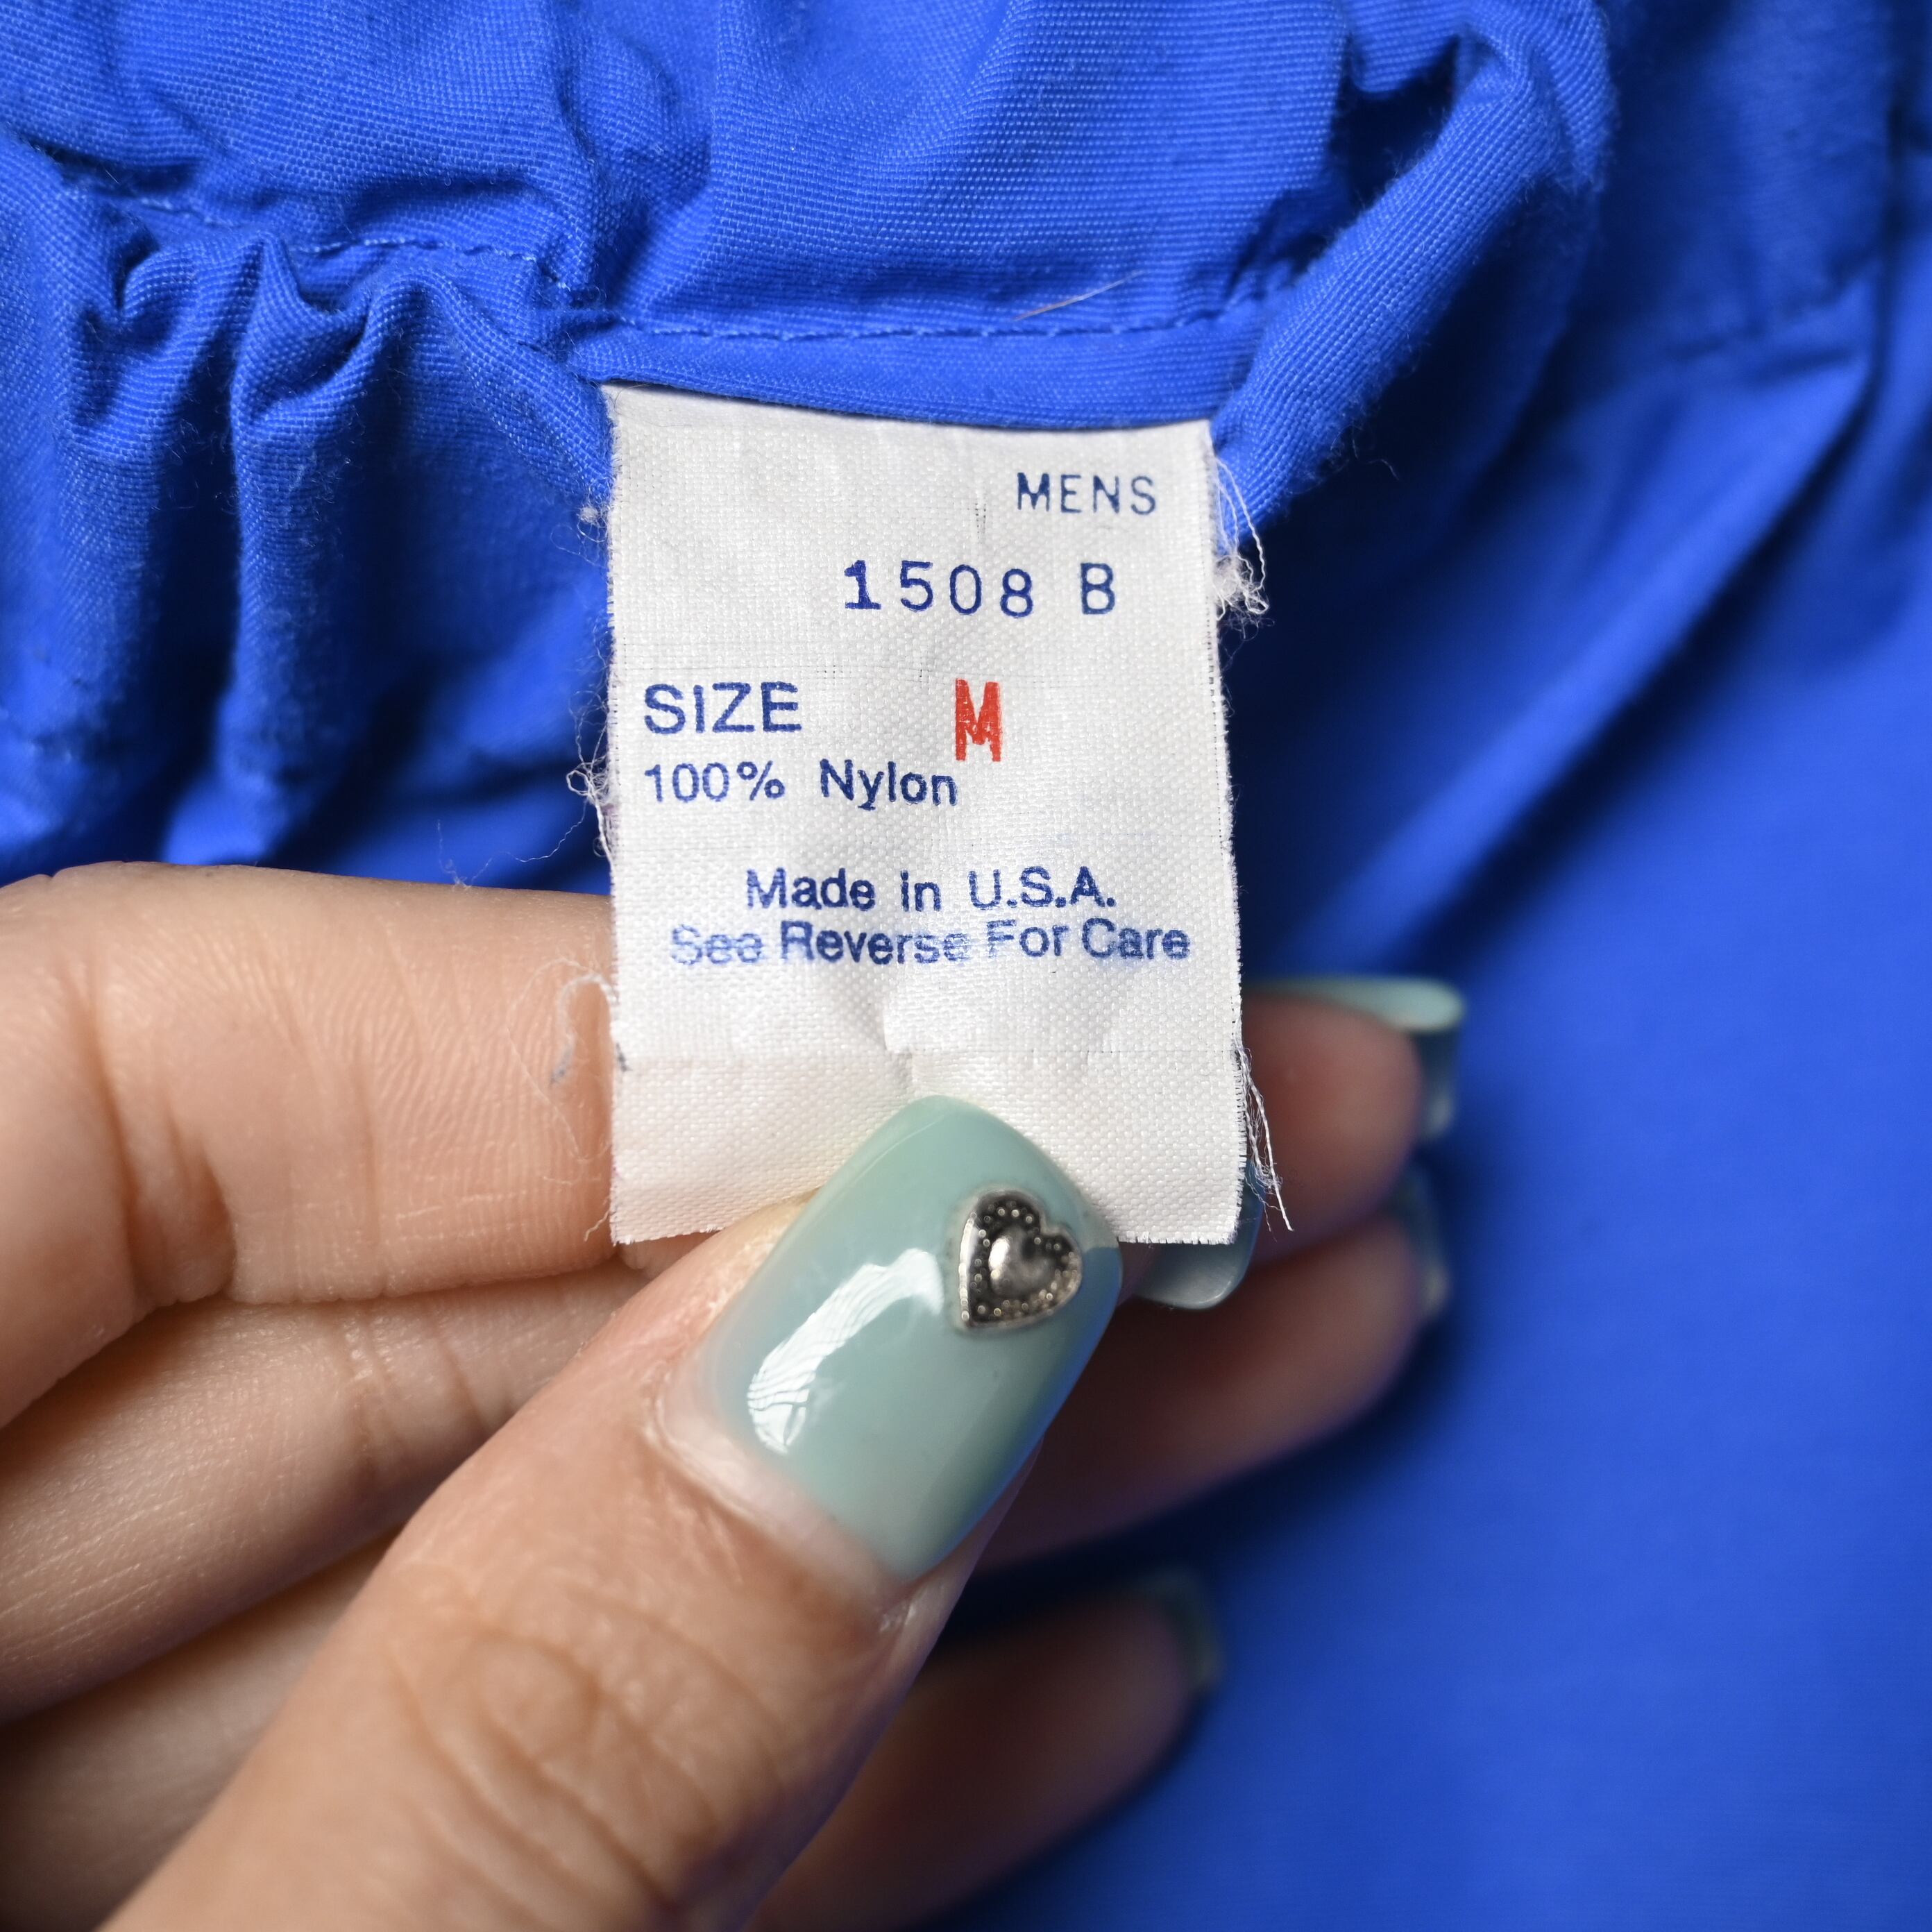 MENS
1508 B
SIZE M
100% Nylon
Made in U.S.A.
See Reverse For Care